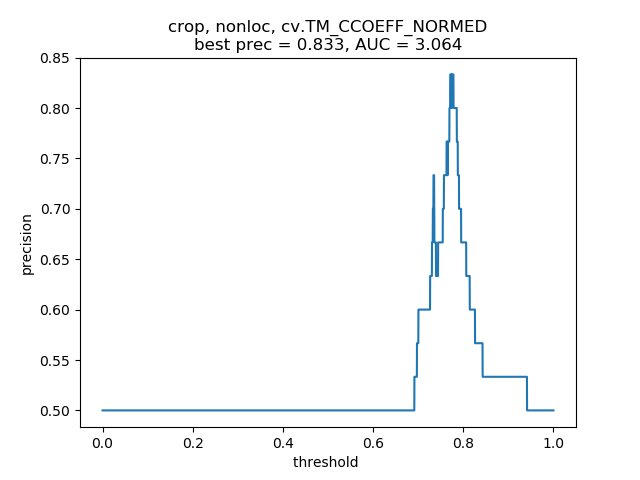 crop, nonloc, cv.TM_CCOEFF_NORMED
best prec = 0.833, AUC = 3.064
0.85
0.80
0.75
0.70
0.65
0.60
0.55
0.50
precision
0.0 0.2 0.4 0.6 0.8 1.0
threshold